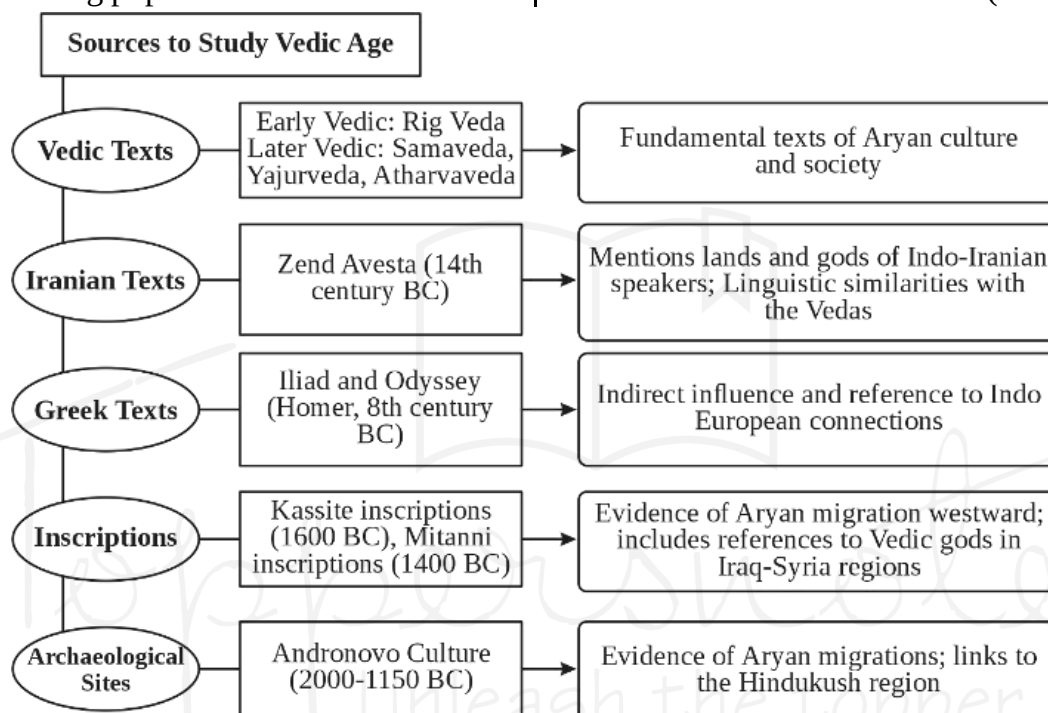 Sources to Study Vedic Age
Vedic Texts
Early Vedic: Rig Veda
Later Vedic: Samaveda,
Yajurveda, Atharvaveda
Fundamental texts of Aryan culture
and society
Iranian Texts
Zend Avesta (14th
century BC)
Mentions lands and gods of Indo-Iranian
speakers; Linguistic similarities with
the Vedas
Greek Texts
Iliad and Odyssey
(Homer, 8th century
BC)
Indirect influence and reference to Indo
European connections
Inscriptions
Kassite inscriptions
(1600 BC), Mitanni
inscriptions (1400 BC)
Evidence of Aryan migration westward;
includes references to Vedic gods in
Iraq-Syria regions
Archaeological
Sites
Andronovo Culture
(2000-1150 BC)
Evidence of Aryan migrations; links to
the Hindukush region
Toppersnote
Unleash the topper